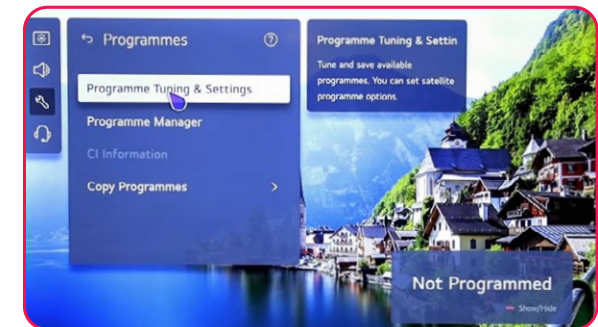 Programmes
Programme Tuning & Settings
Programme Manager
CI Information
Copy Programmes
Programme Tuning & Settin
Tune and save available
programmes. You can set satellite
programme options.
Not Programmed
Show/Hide